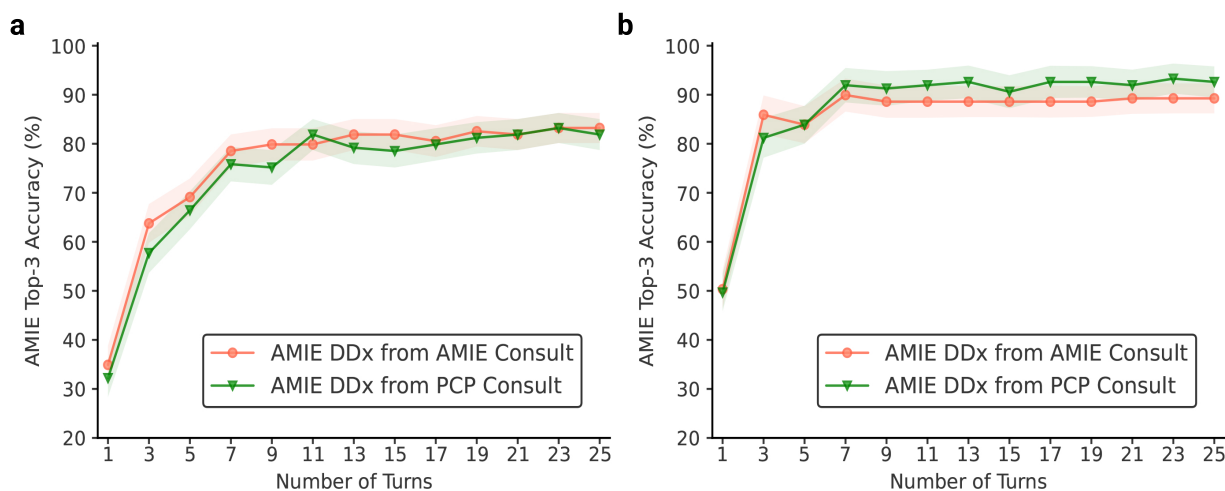 a
100
90
80
70
60
50
40
30
20
AMIE Top-3 Accuracy (%)
AMIE DDx from AMIE Consult
AMIE DDx from PCP Consult
1 3 5 7 9 11 13 15 17 19 21 23 25
Number of Turns
b
100
90
80
70
60
50
40
30
20
AMIE Top-3 Accuracy (%)
AMIE DDx from AMIE Consult
AMIE DDx from PCP Consult
1 3 5 7 9 11 13 15 17 19 21 23 25
Number of Turns